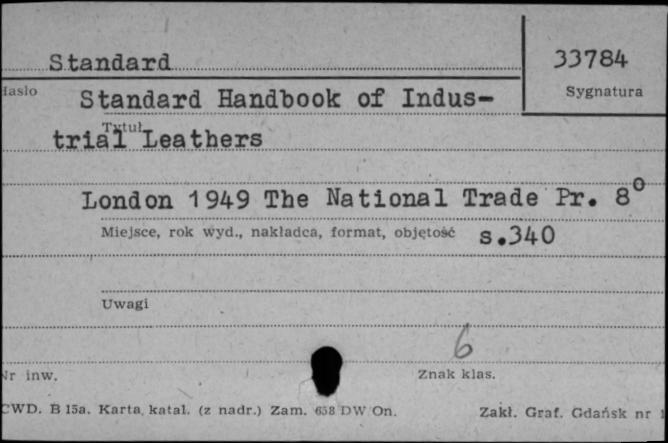 Standard
33784
Hasło
Sygnatura
Standard Handbook of Indus-
Tytuł
trial Leathers
London 1949 The National Trade Pr. 8⁰
Miejsce, rok wyd., nakładca, format, objętość s.340
Uwagi
6
Nr inw.
Znak klas.
CWD. B 15a. Karta katal. (z nadr.) Zam. 658 DW On.
Zakł. Graf. Gdańsk nr 1